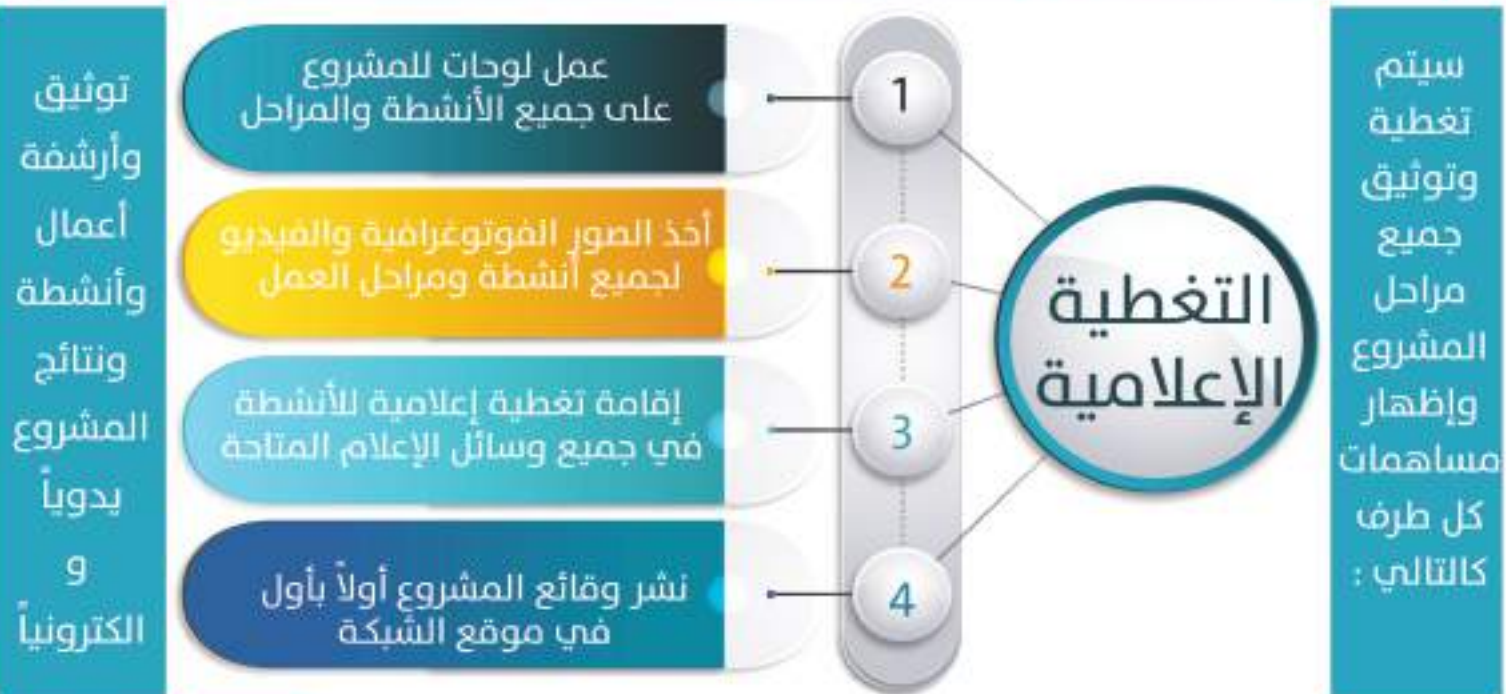 سيتم
تغطية
وتوثيق
جميع
مراحل
المشروع
وإظهار
مساهمات
كل طرف
كالتالي :
التغطية
الإعلامية
1
عمل لوحات للمشروع
على جميع الأنشطة والمراحل
2
أخذ الصور الفوتوغرافية والفيديو
لجميع أنشطة ومراحل العمل
3
إقامة تغطية إعلامية للأنشطة
في جميع وسائل الإعلام المتاحة
4
نشر وقائع المشروع أولاً بأول
في موقع الشبكة
توثيق
وأرشفة
أعمال
وأنشطة
ونتائج
المشروع
يدوياً
و
الكترونياً